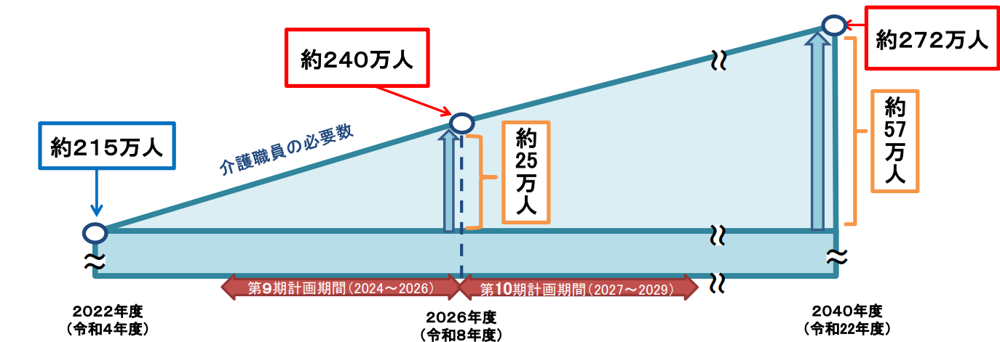 約272万人
約240万人
約57万人
約215万人
介護職員の必要数
約25万人
第9期計画期間(2024～2026)
第10期計画期間(2027～2029)
2022年度
(令和4年度)
2026年度
(令和8年度)
2040年度
(令和22年度)